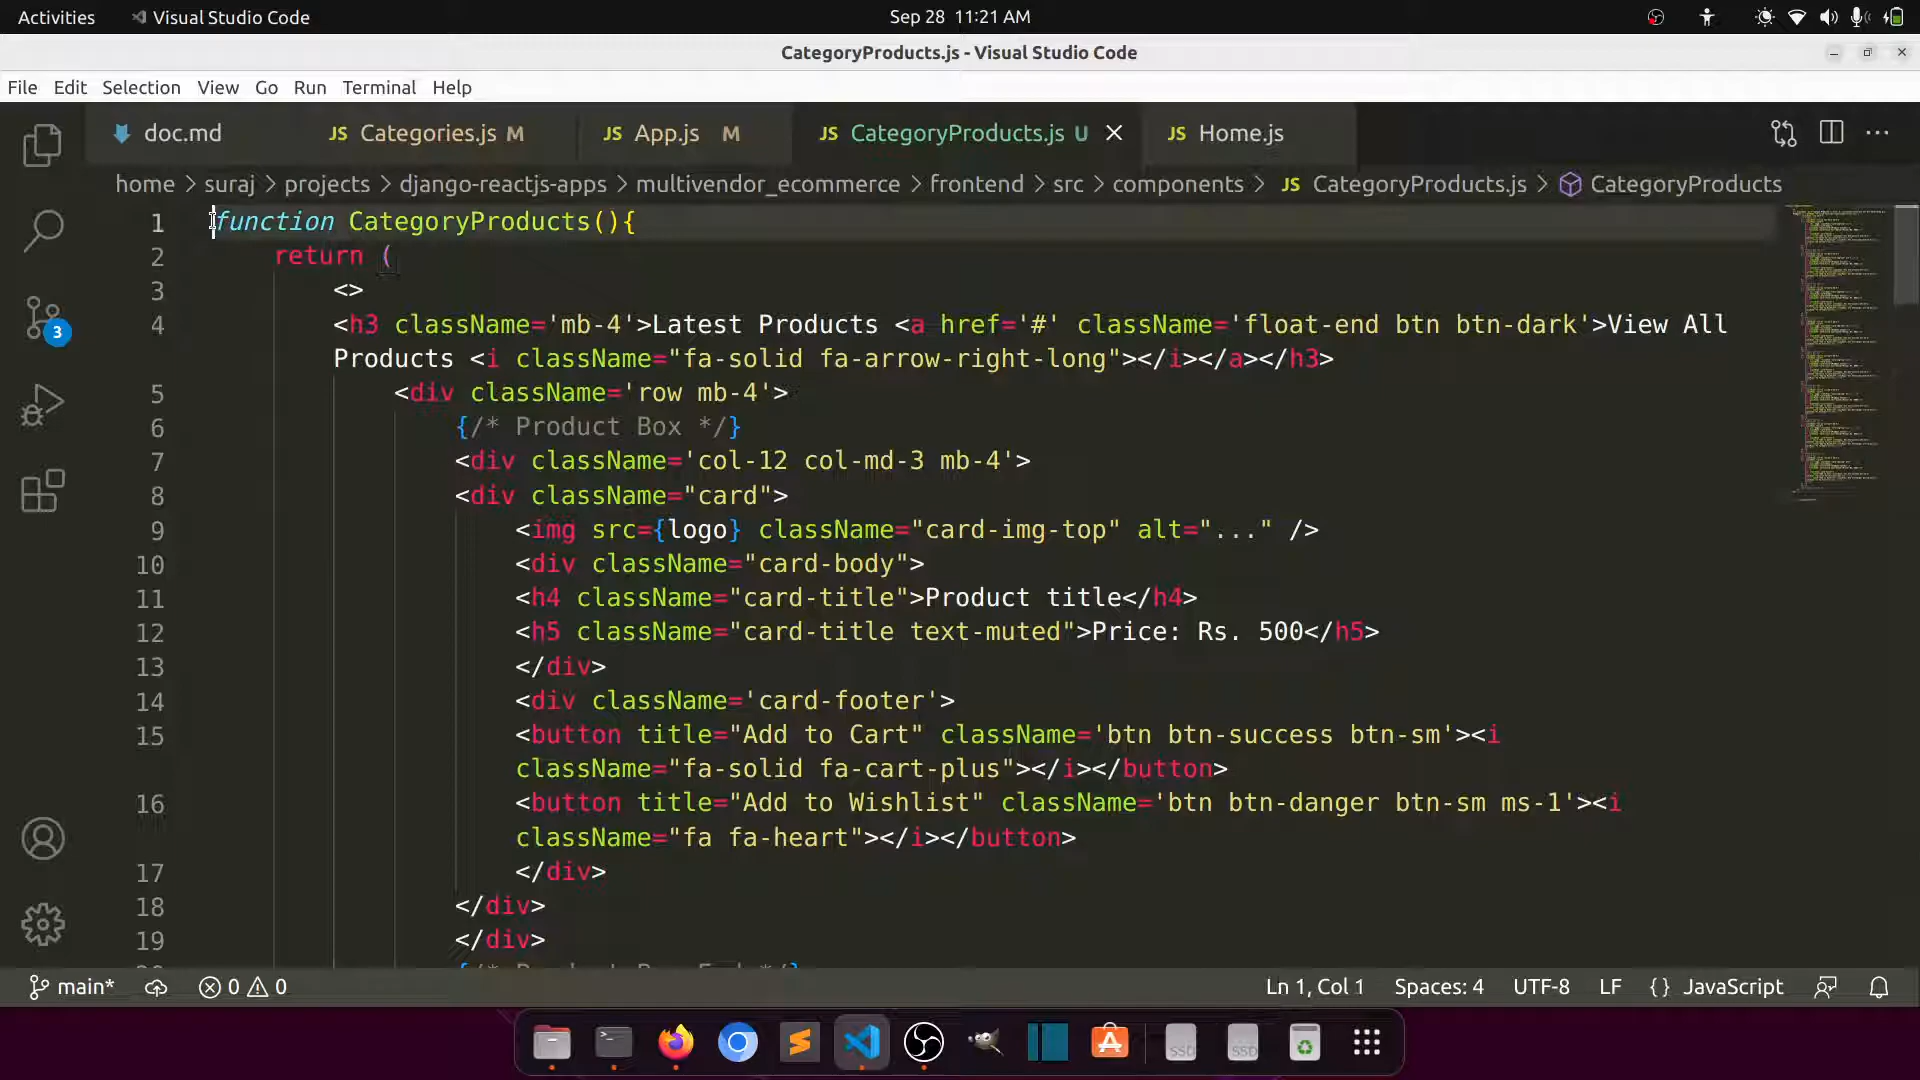 Activities Visual Studio Code Sep 28 11:21 AM
CategoryProducts.js - Visual Studio Code
File Edit Selection View Go Run Terminal Help
doc.md JS Categories.js M JS App.js M JS CategoryProducts.js U JS Home.js
home > suraj > projects > django-reactjs-apps > multivendor_ecommerce > frontend > src > components > JS CategoryProducts.js > CategoryProducts
1 function CategoryProducts(){
2 return (
3 <>
4 <h3 className='mb-4'>Latest Products <a href='#' className='float-end btn btn-dark'>View All
Products <i className="fa-solid fa-arrow-right-long"></i></a></h3>
5 <div className='row mb-4'>
6 {/* Product Box */}
7 <div className='col-12 col-md-3 mb-4'>
8 <div className="card">
9 <img src={logo} className="card-img-top" alt="..." />
10 <div className="card-body">
11 <h4 className="card-title">Product title</h4>
12 <h5 className="card-title text-muted">Price: Rs. 500</h5>
13 </div>
14 <div className='card-footer'>
15 <button title="Add to Cart" className='btn btn-success btn-sm'><i
className="fa-solid fa-cart-plus"></i></button>
16 <button title="Add to Wishlist" className='btn btn-danger btn-sm ms-1'><i
className="fa fa-heart"></i></button>
17 </div>
18 </div>
19 </div>
3
main* 0 0 Ln 1, Col 1 Spaces: 4 UTF-8 LF {} JavaScript
SSD SSD